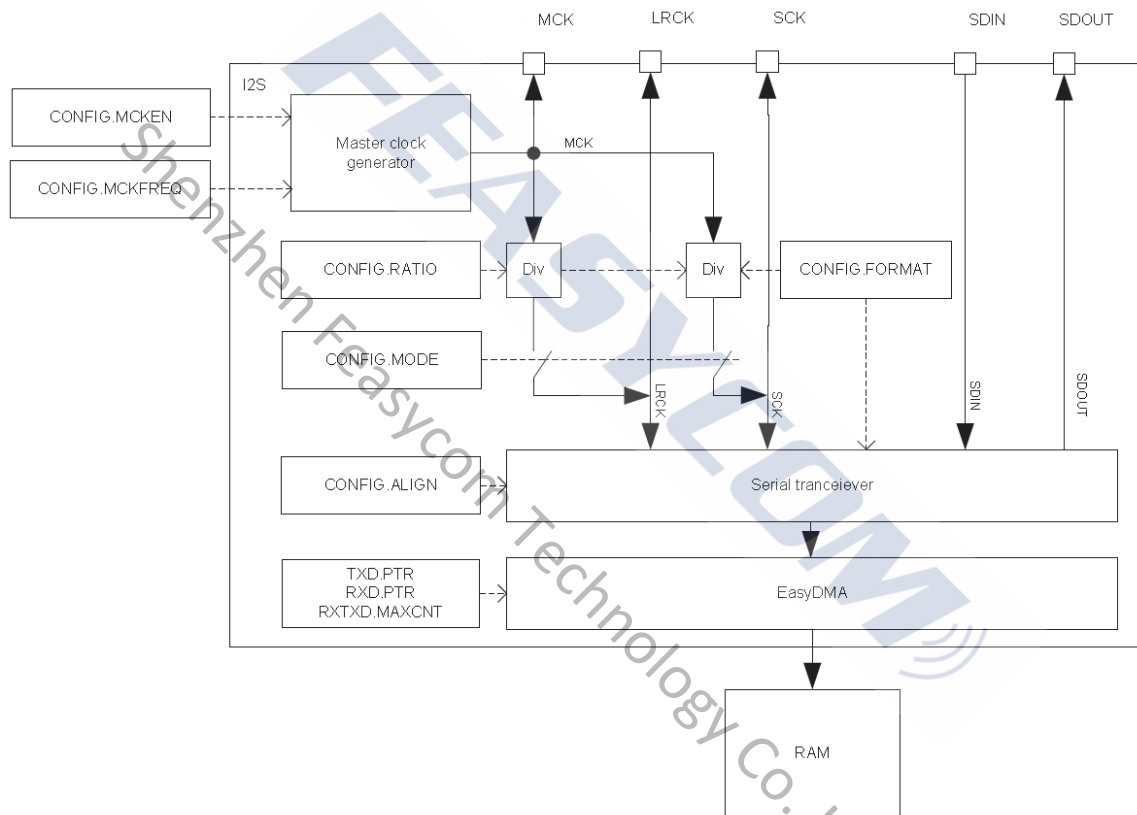 MCK LRCK SCK SDIN SDOUT
I2S
CONFIG.MCKEN
Master clock
generator
MCK
CONFIG.MCKFREQ
CONFIG.RATIO
Div
Div
CONFIG.FORMAT
CONFIG.MODE
LRCK
SCK
SDIN
SDOUT
CONFIG.ALIGN
Serial tranceiever
TXD.PTR
RXD.PTR
RXTXD.MAXCNT
EasyDMA
RAM
FEASYCOM
Shenzhen Feasycom Technology Co.